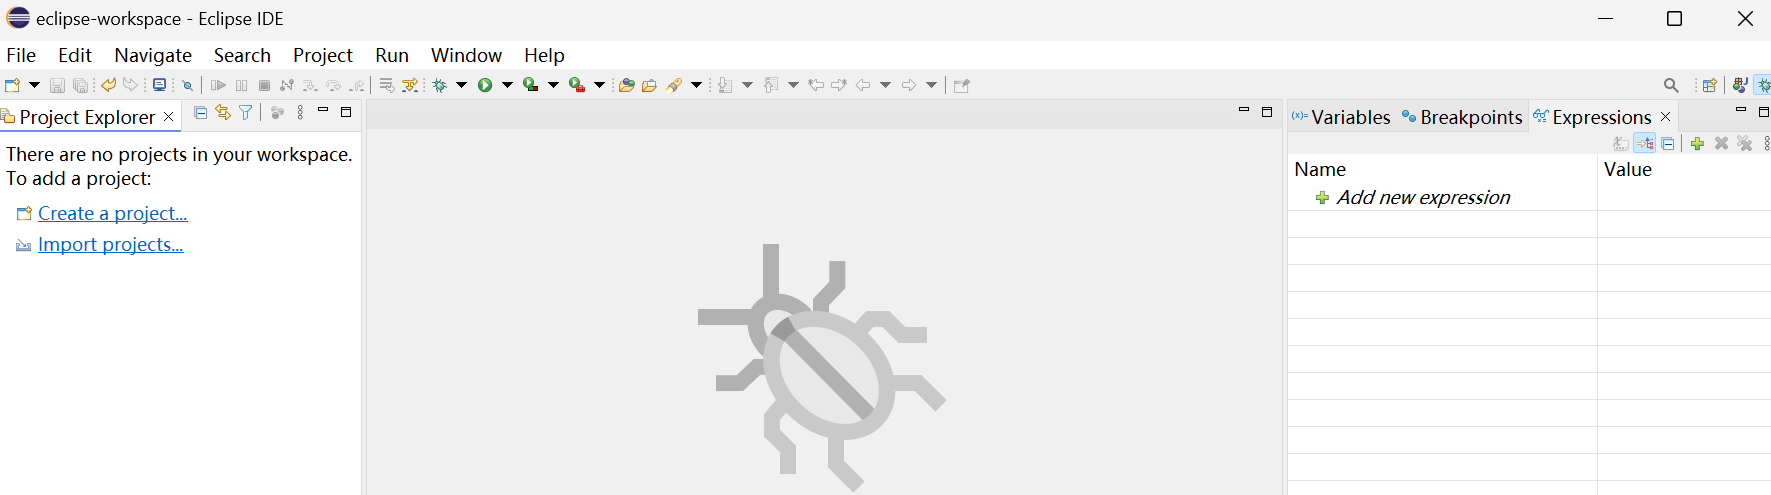 eclipse-workspace - Eclipse IDE
File Edit Navigate Search Project Run Window Help
Project Explorer
Variables Breakpoints Expressions
There are no projects in your workspace.
To add a project:
Create a project...
Import projects...
Name Value
Add new expression